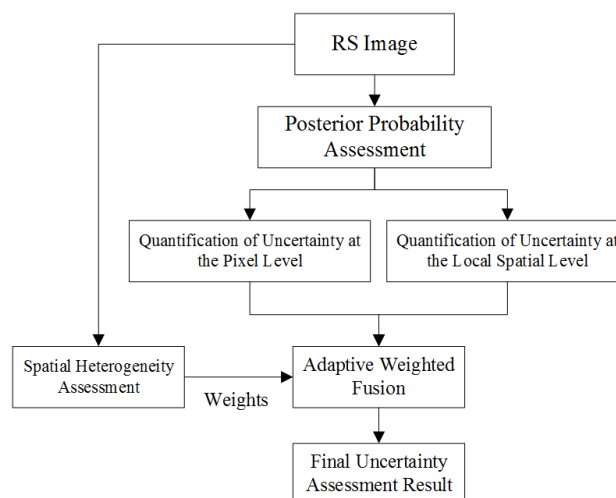 RS Image
Posterior Probability
Assessment
Quantification of Uncertainty at
the Pixel Level
Quantification of Uncertainty at
the Local Spatial Level
Spatial Heterogeneity
Assessment
Weights
Adaptive Weighted
Fusion
Final Uncertainty
Assessment Result